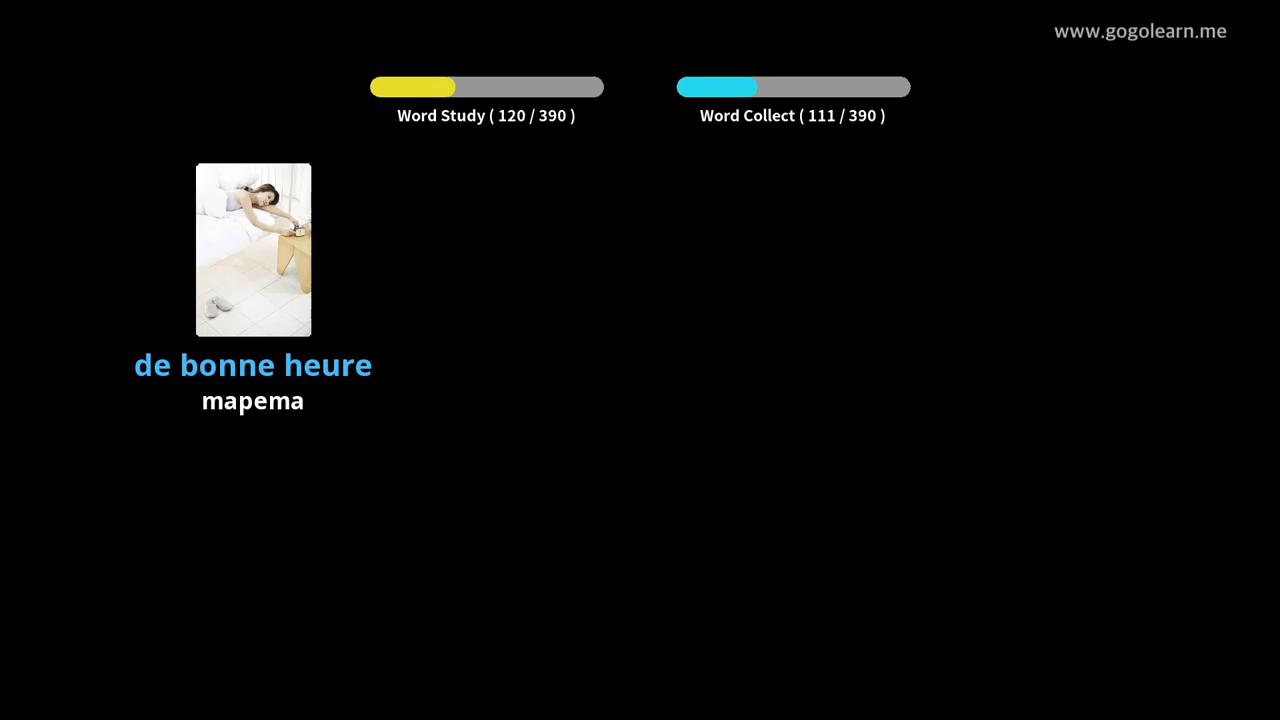 www.gogolearn.me
Word Study ( 120 / 390 )
Word Collect ( 111 / 390 )
de bonne heure
mapema